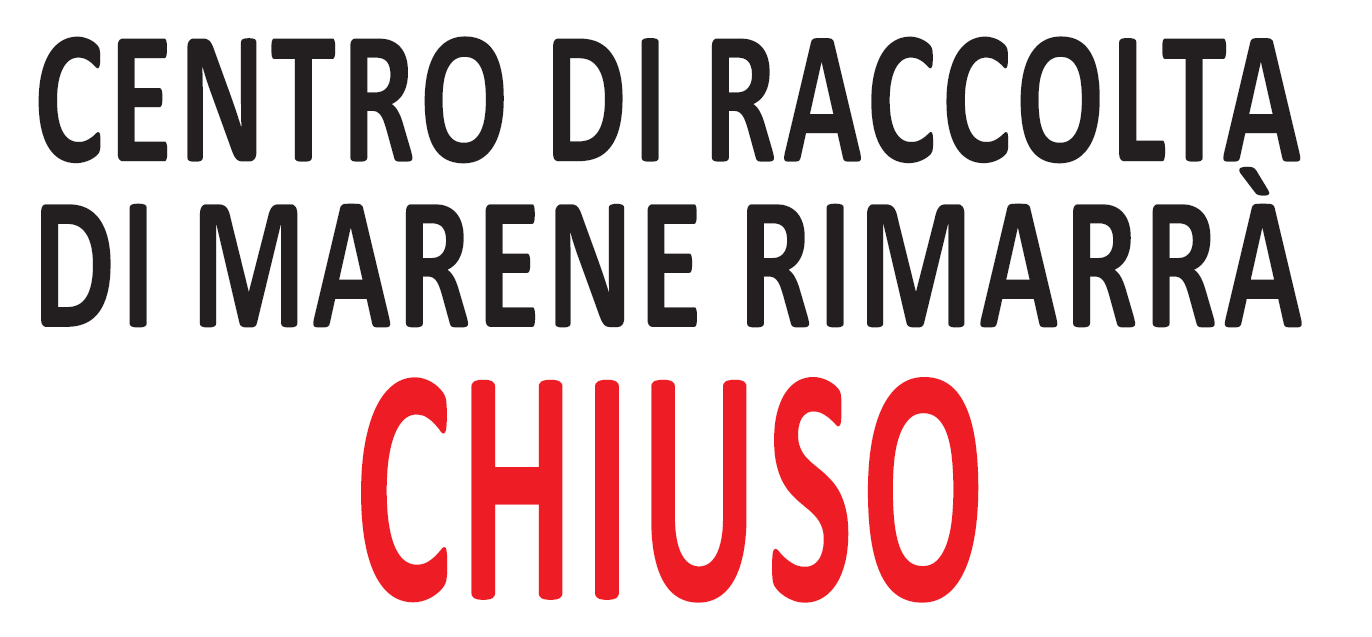 CENTRO DI RACCOLTA
DI MARENE RIMARRÀ
CHIUSO